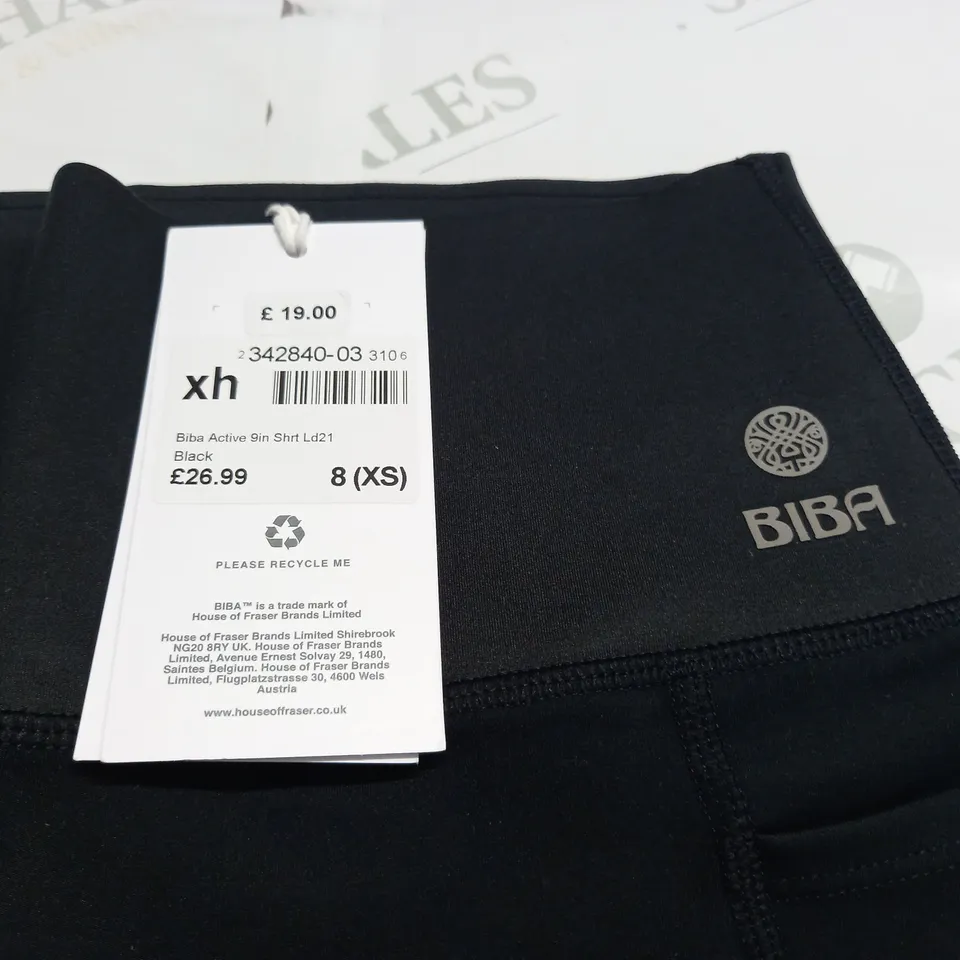 ALES
£ 19.00
2 342840-03 310 6
xh
Biba Active 9in Shrt Ld21
Black
£26.99 8 (XS)
PLEASE RECYCLE ME
BIBA™ is a trade mark of
House of Fraser Brands Limited
House of Fraser Brands Limited Shirebrook
NG20 8RY UK. House of Fraser Brands
Limited, Avenue Ernest Solvay 29, 1480,
Saintes Belgium. House of Fraser Brands
Limited, Flugplatzstrasse 30, 4600 Wels
Austria
www.houseoffraser.co.uk
BIBA